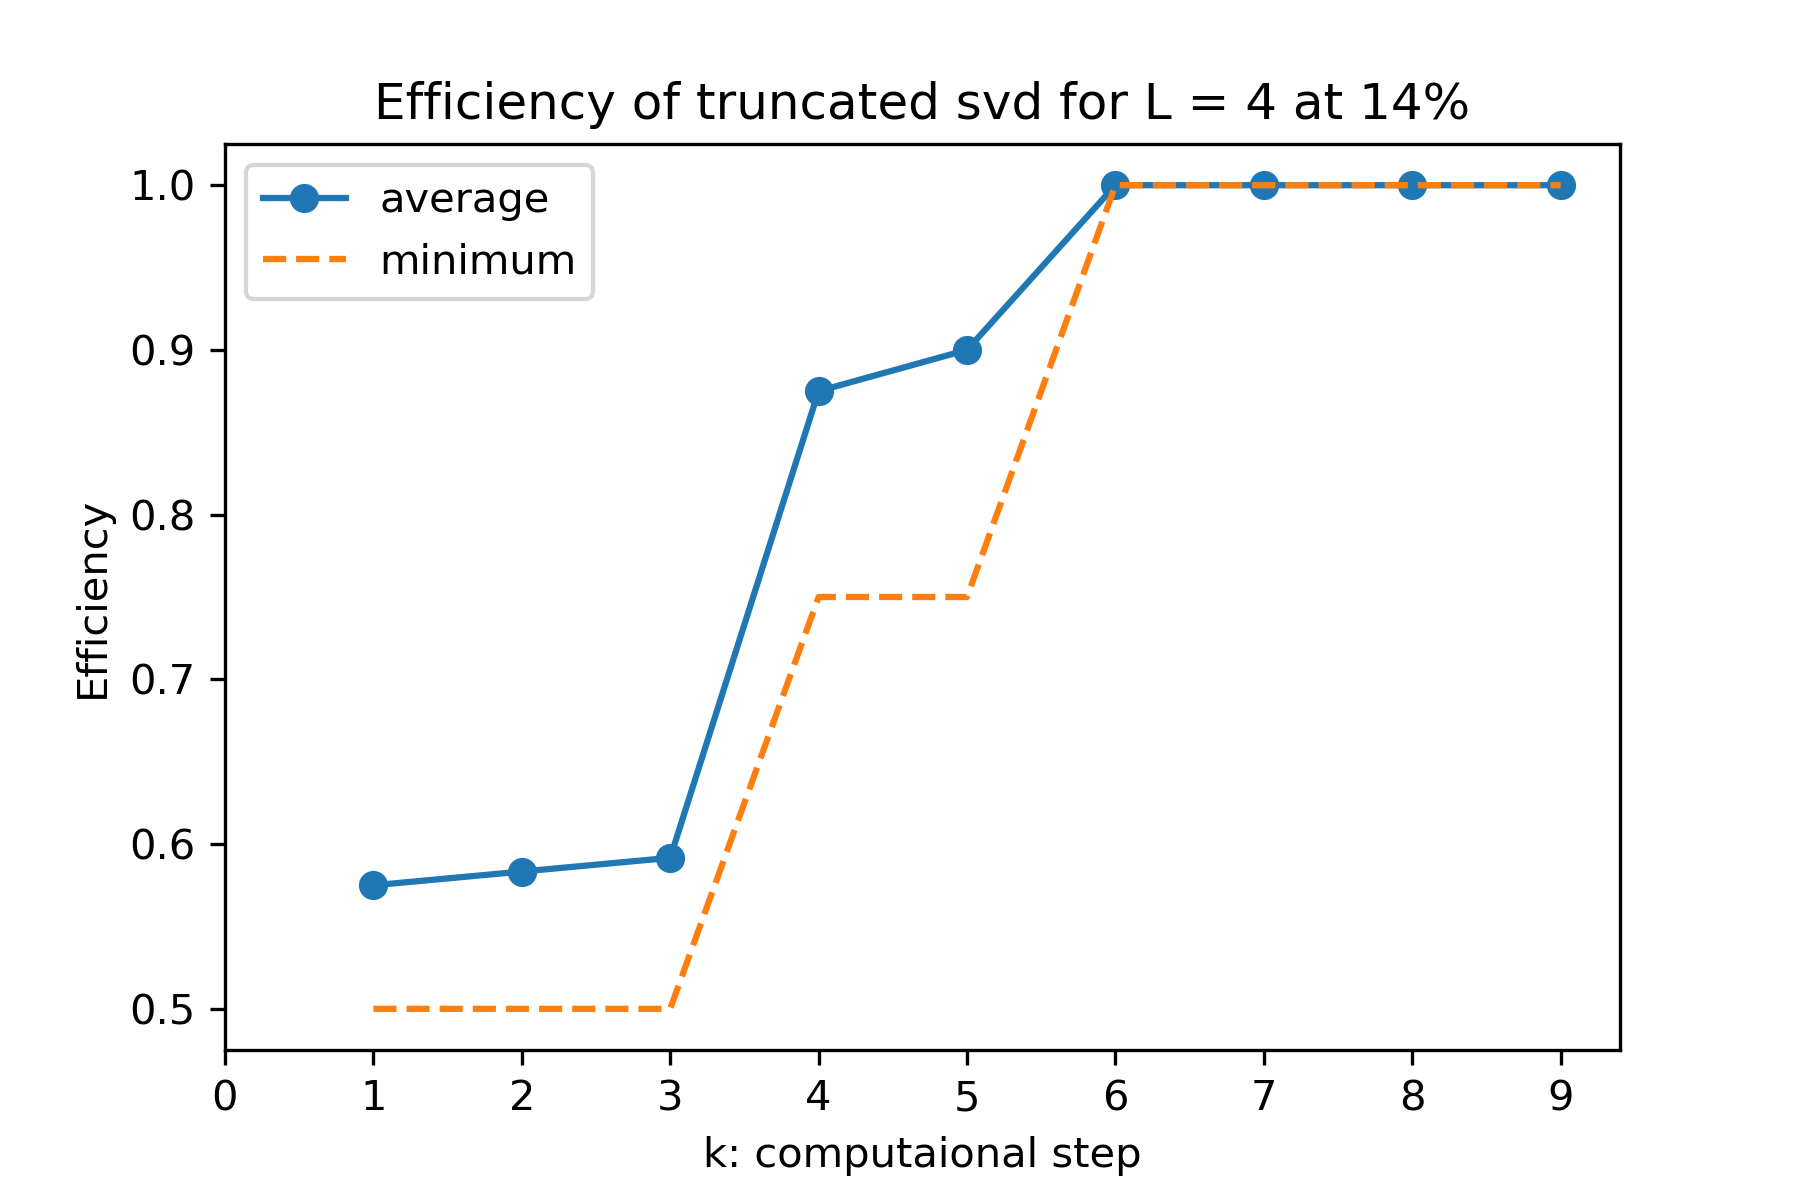 Efficiency of truncated svd for L = 4 at 14%
average
minimum
1.0
0.9
0.8
0.7
0.6
0.5
Efficiency
0 1 2 3 4 5 6 7 8 9
k: computaional step